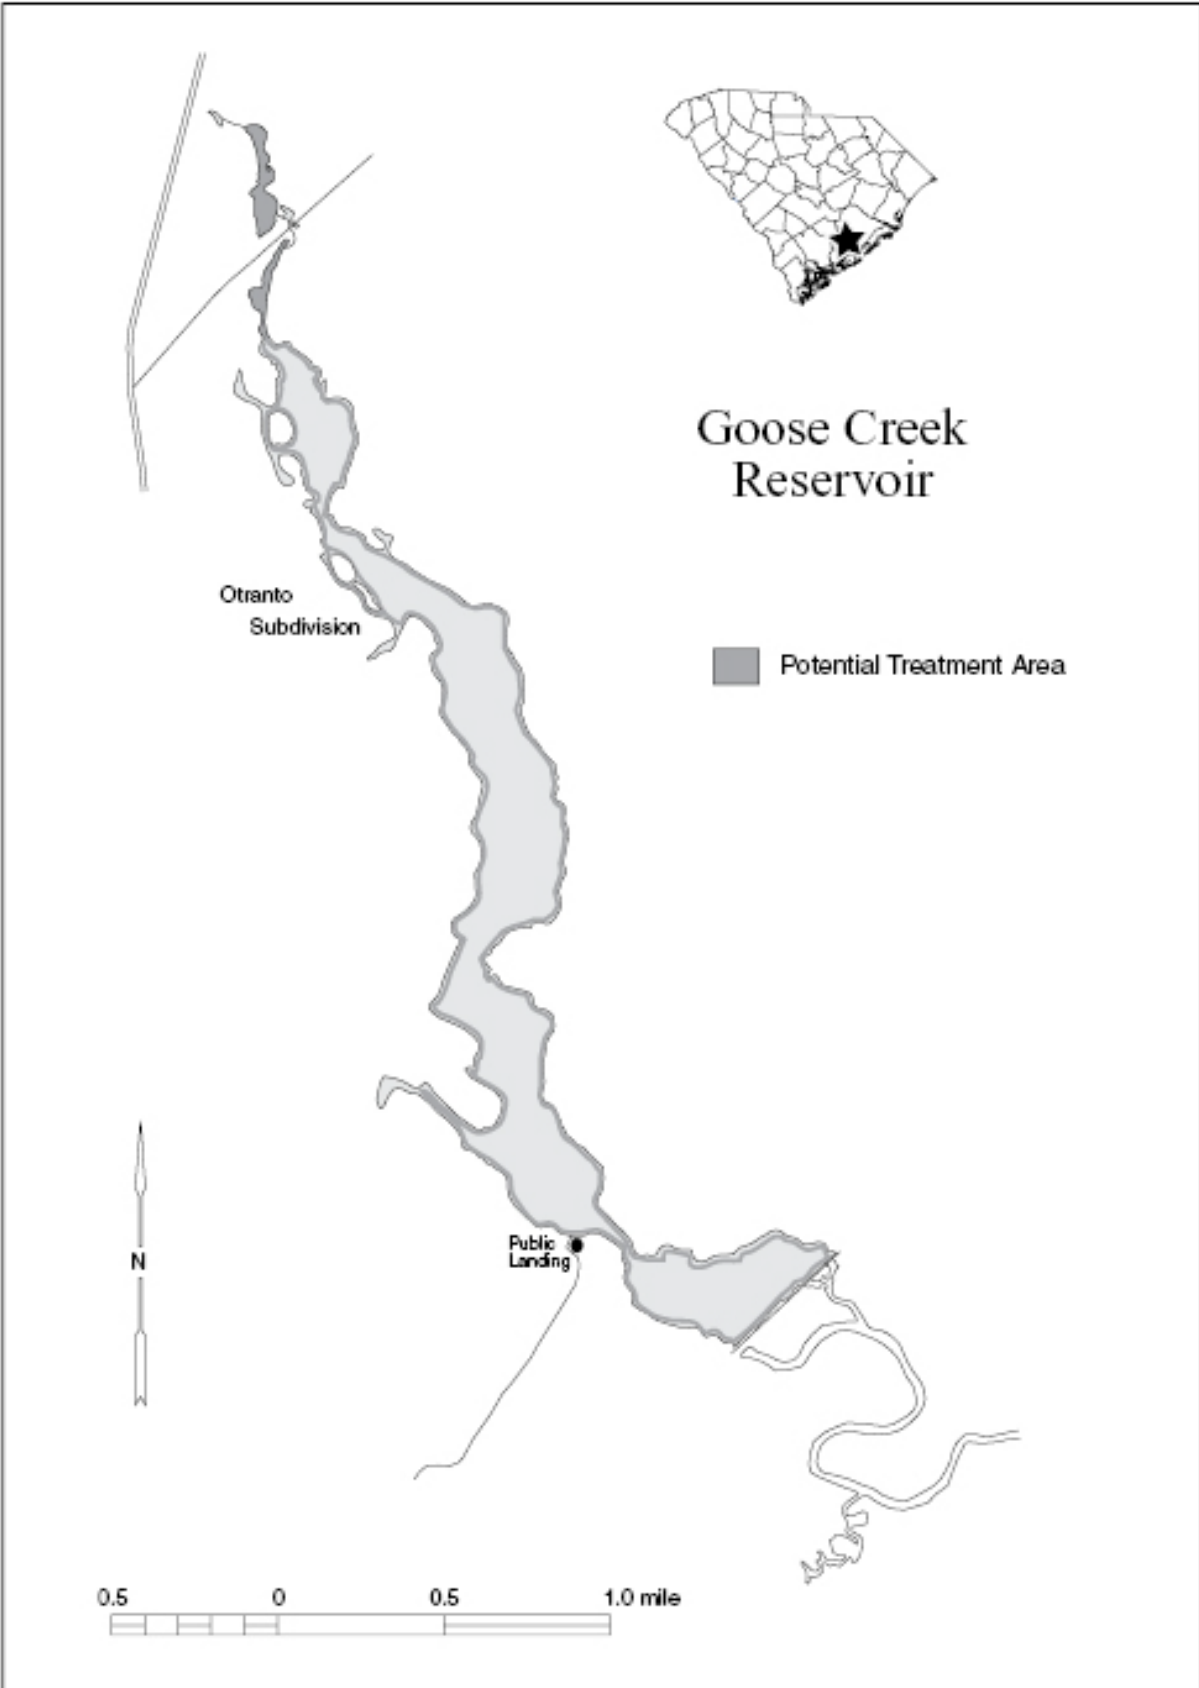 Goose Creek
Reservoir
Otranto
Subdivision
Potential Treatment Area
Public
Landing
N
0.5 0 0.5 1.0 mile